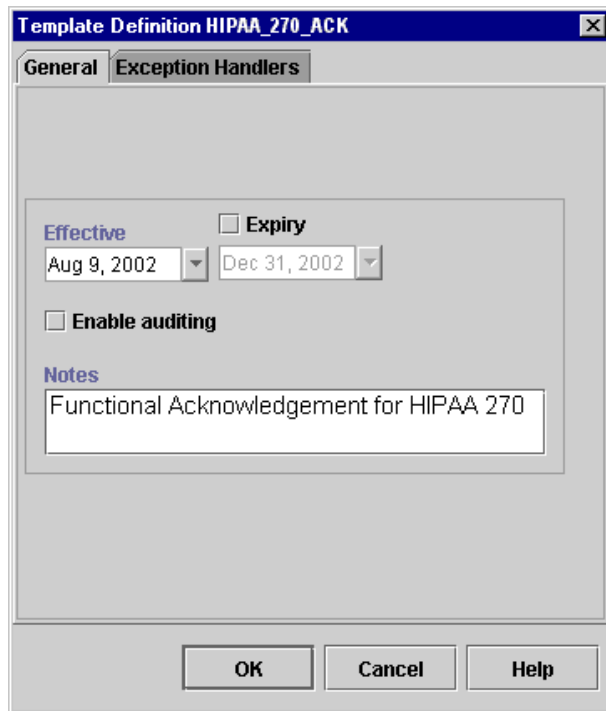 Template Definition HIPAA_270_ACK
General Exception Handlers
Expiry
Effective
Aug 9, 2002 Dec 31, 2002
Enable auditing
Notes
Functional Acknowledgement for HIPAA 270
OK Cancel Help